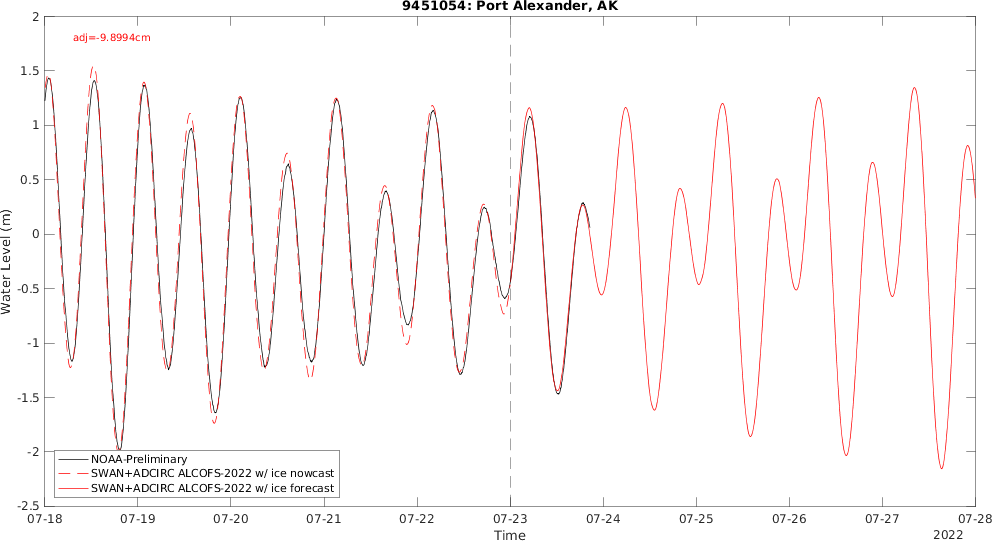 9451054: Port Alexander, AK
adj=-9.8994cm
Water Level (m)
2
1.5
1
0.5
0
-0.5
-1
-1.5
-2
-2.5
NOAA-Preliminary
SWAN+ADCIRC ALCOFS-2022 w/ ice nowcast
SWAN+ADCIRC ALCOFS-2022 w/ ice forecast
07-18 07-19 07-20 07-21 07-22 07-23 07-24 07-25 07-26 07-27 07-28
Time
2022